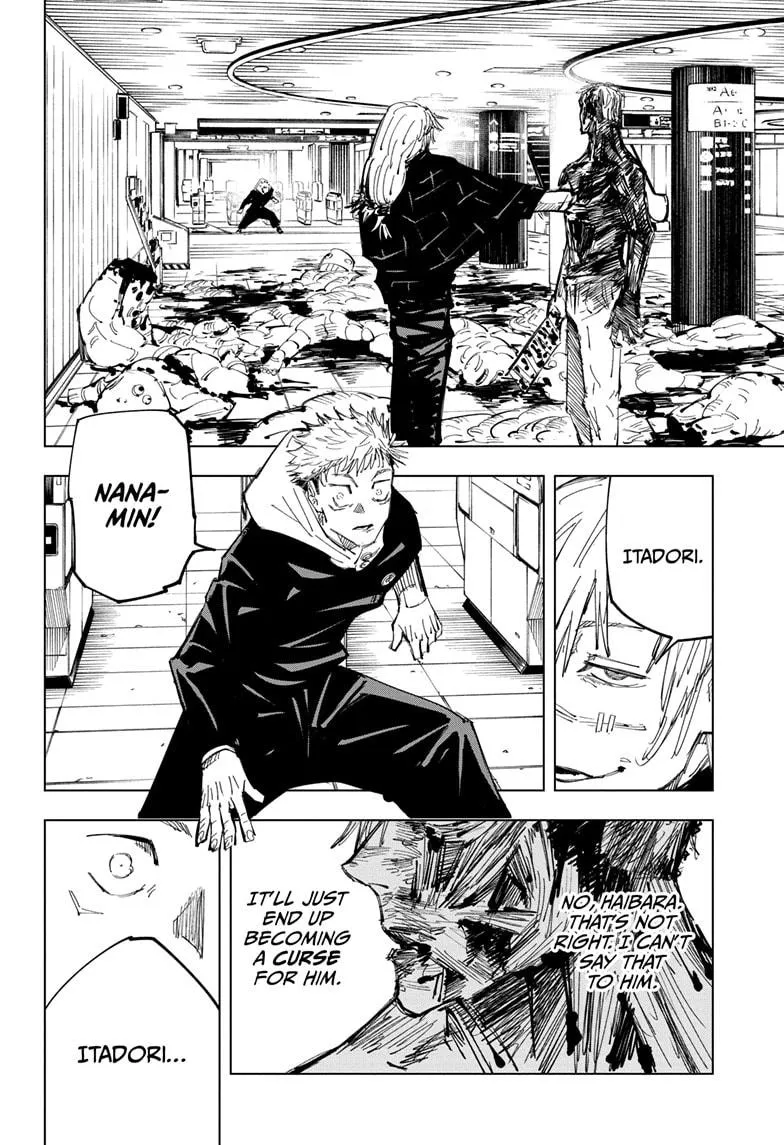 A6
NANA-
MIN!
ITADORI.
NO, HAIBARA.
THAT'S NOT
RIGHT. I CAN'T
SAY THAT
TO HIM.
IT'LL JUST
END UP
BECOMING
A CURSE
FOR HIM.
ITADORI...